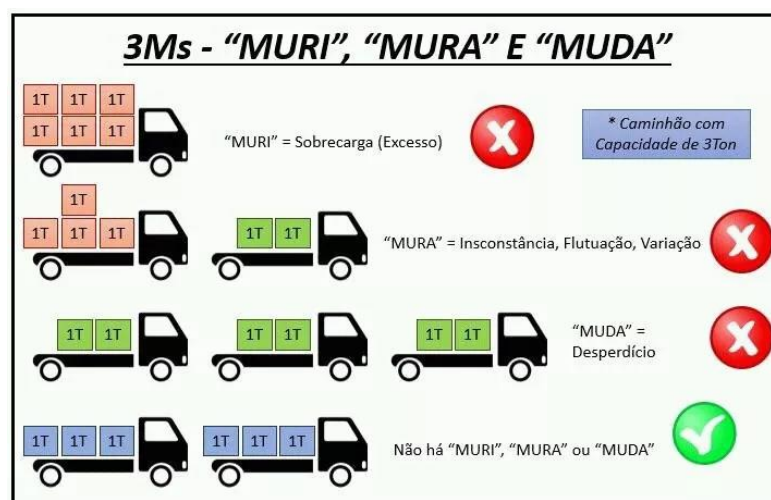 3Ms - “MURI”, “MURA” E “MUDA”
1T 1T 1T
1T 1T 1T
“MURI” = Sobrecarga (Excesso)
* Caminhão com
Capacidade de 3Ton
1T
1T 1T 1T
1T 1T
“MURA” = Insconstância, Flutuação, Variação
1T 1T
1T 1T
1T 1T
“MUDA” =
Desperdício
1T 1T 1T
1T 1T 1T
Não há “MURI”, “MURA” ou “MUDA”